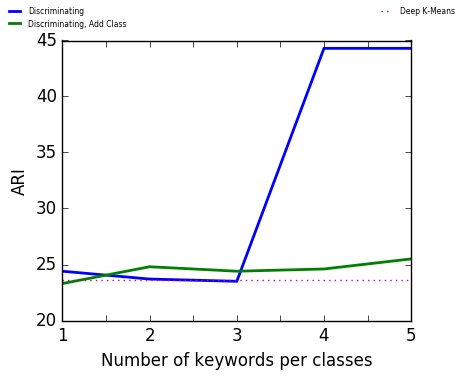 Discriminating
Discriminating, Add Class
Deep K-Means
45
40
35
30
25
20
ARI
1 2 3 4 5
Number of keywords per classes